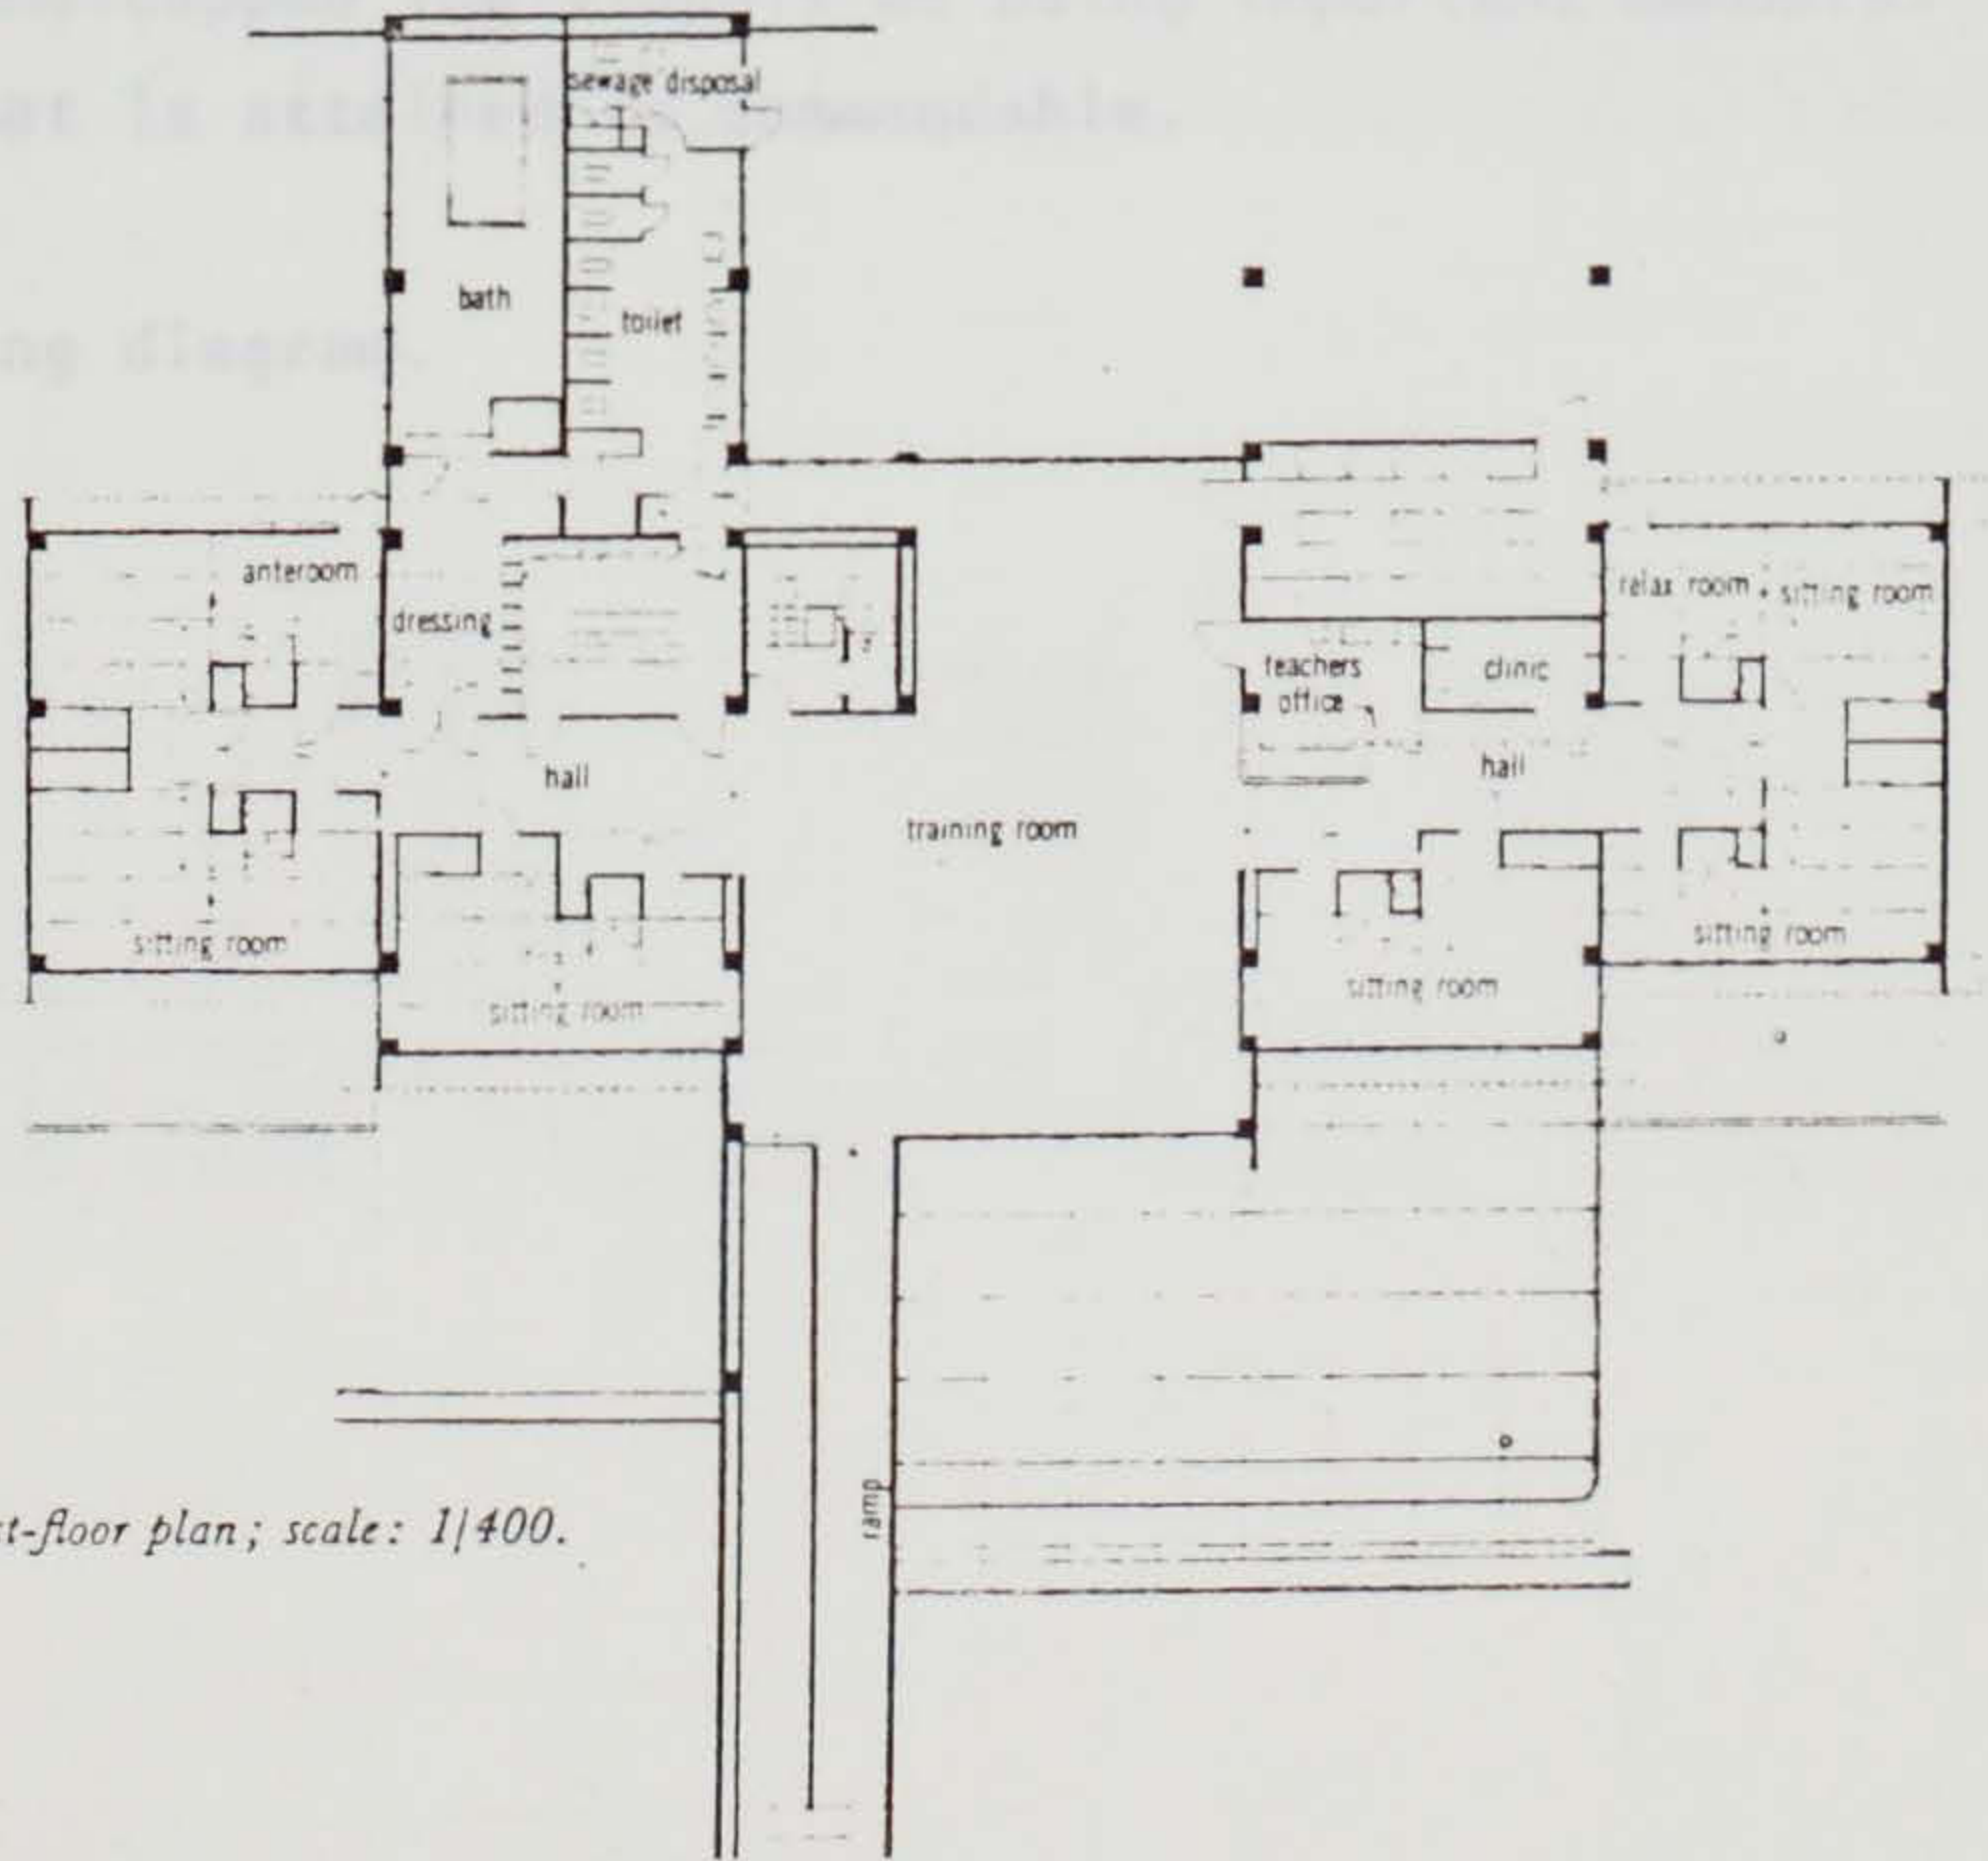 sewage disposal
bath
toilet
anteroom
dressing
relax room
sitting room
teachers
office
clinic
hall
hall
training room
sitting room
sitting room
sitting room
sitting room
ramp
st-floor plan; scale: 1/400.